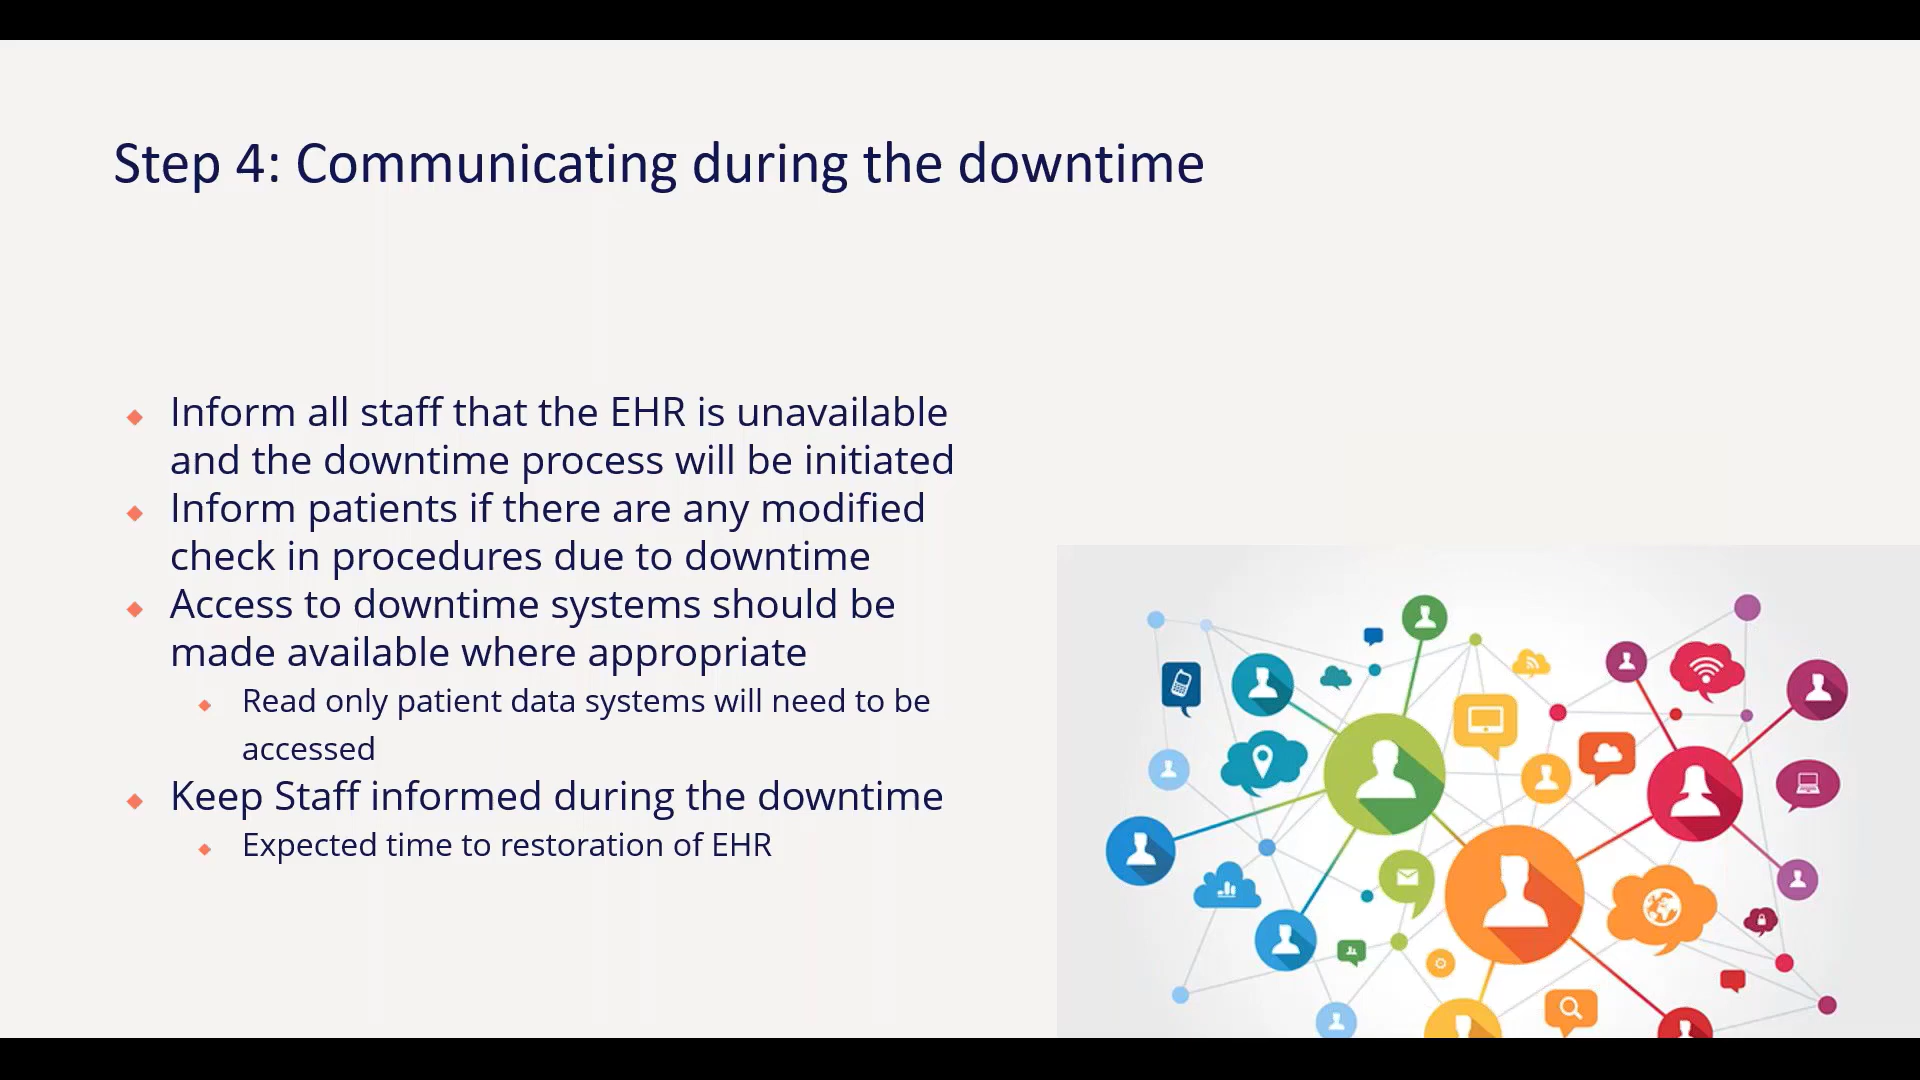 Step 4: Communicating during the downtime
Inform all staff that the EHR is unavailable
and the downtime process will be initiated
Inform patients if there are any modified
check in procedures due to downtime
Access to downtime systems should be
made available where appropriate
Read only patient data systems will need to be
accessed
Keep Staff informed during the downtime
Expected time to restoration of EHR